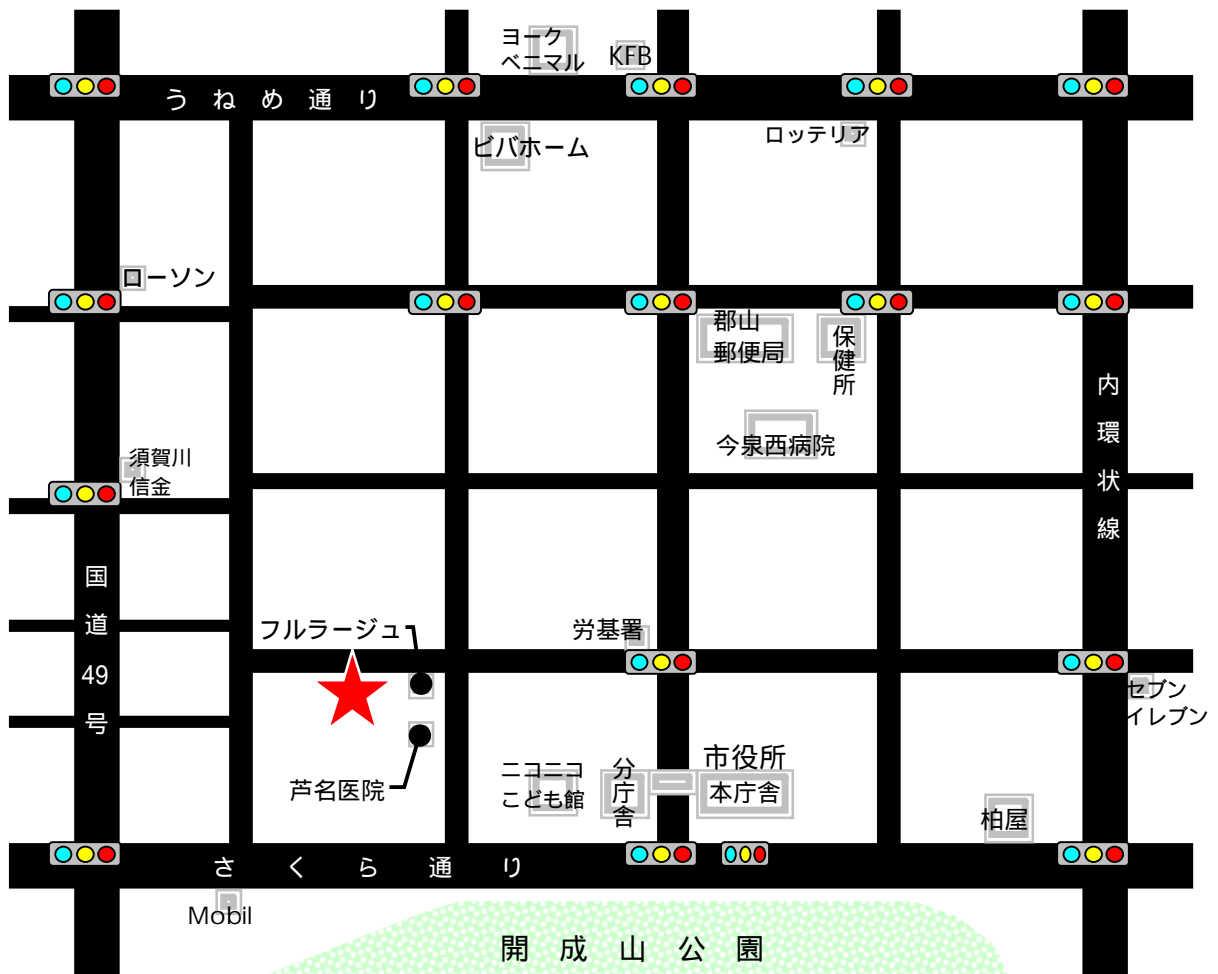 ヨーク
ベニマル
KFB
うねめ通り
ビバホーム
ロッテリア
ローソン
郡山
郵便局
保健所
今泉西病院
内環状線
須賀川
信金
国道49号
フルラージュ
労基署
セブン
イレブン
芦名医院
ニコニコ
こども館
分庁舎
市役所
本庁舎
柏屋
さくら通り
Mobil
開成山公園